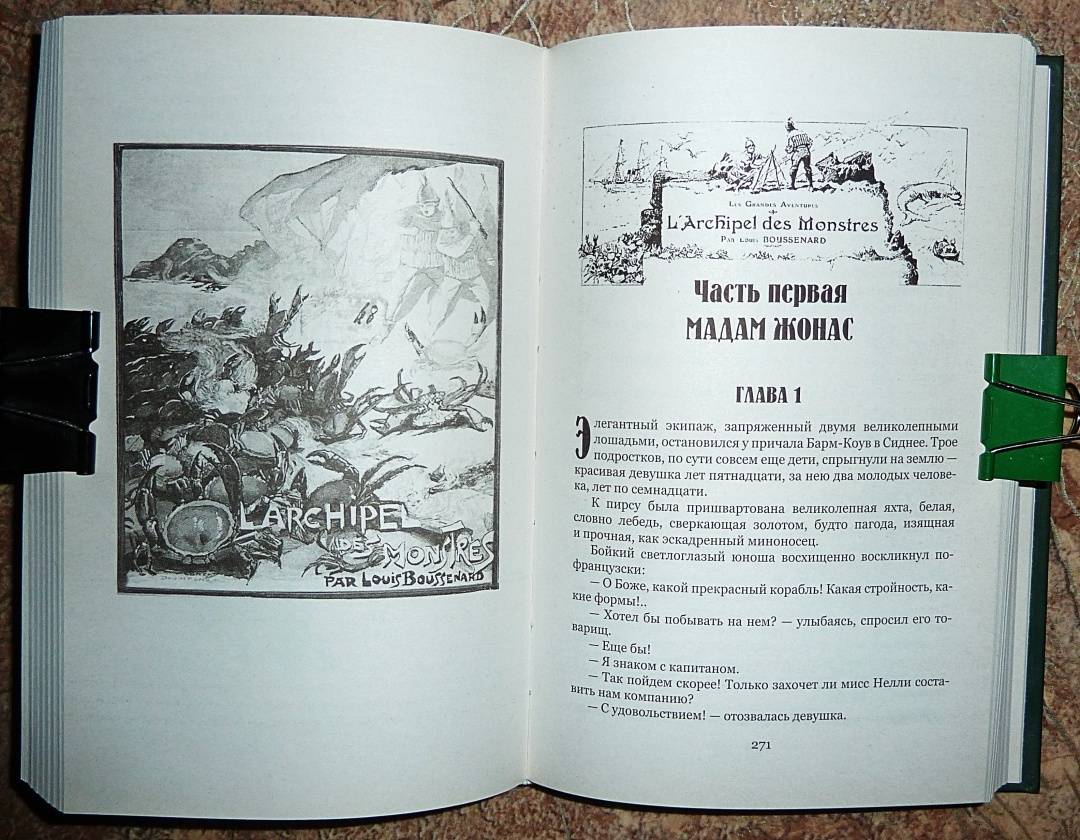 L'ARCHIPEL
DES MONSTRES
PAR LOUIS BOUSSENARD
LES GRANDES AVENTURES
L'ARCHIPEL DES MONSTRES
PAR LOUIS BOUSSENARD
Часть первая
МАДАМ ЖОНАС
ГЛАВА 1
Элегантный экипаж, запряженный двумя великолепными
лошадьми, остановился у причала Барм-Коув в Сиднее. Трое
подростков, по сути совсем еще дети, спрыгнули на землю —
красивая девушка лет пятнадцати, за нею два молодых челове-
ка, лет по семнадцати.
К пирсу была пришвартована великолепная яхта, белая,
словно лебедь, сверкающая золотом, будто пагода, изящная
и прочная, как эскадренный миноносец.
Бойкий светлоглазый юноша восхищенно воскликнул по-
французски:
— О Боже, какой прекрасный корабль! Какая стройность, ка-
кие формы!..
— Хотел бы побывать на нем? — улыбаясь, спросил его то-
варищ.
— Еще бы!
— Я знаком с капитаном.
— Так пойдем скорее! Только захочет ли мисс Нелли соста-
вить нам компанию?
— С удовольствием! — отозвалась девушка.
271